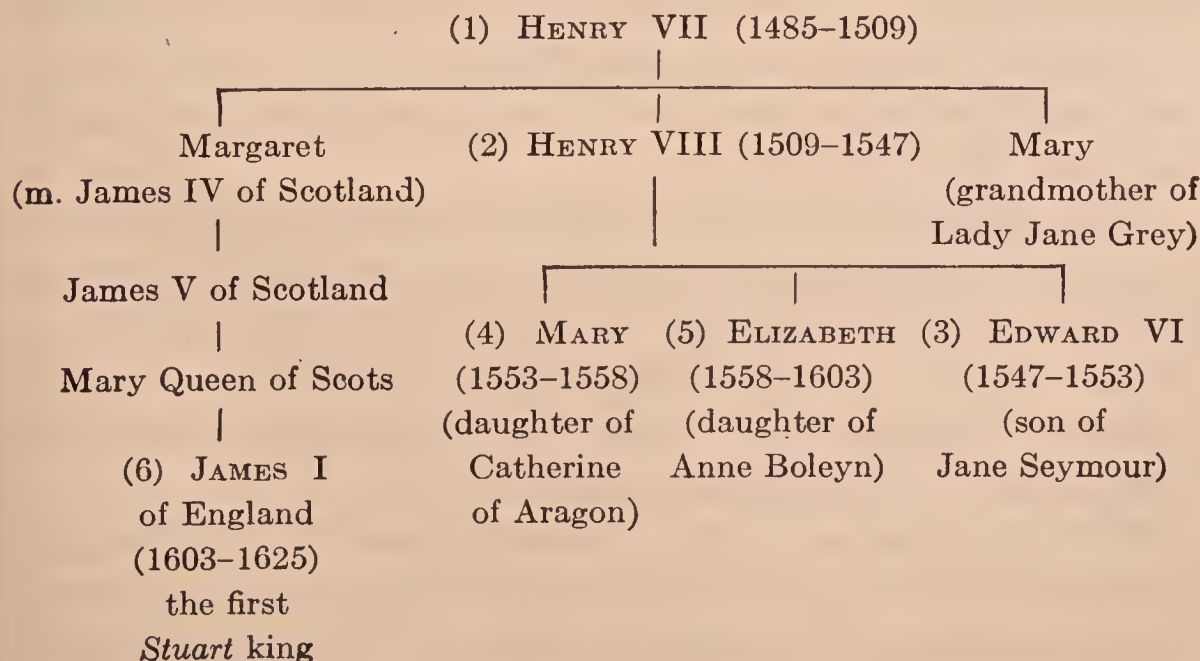 (1) HENRY VII (1485–1509)
Margaret (2) HENRY VIII (1509–1547) Mary
(m. James IV of Scotland) (grandmother of
Lady Jane Grey)
James V of Scotland
(4) MARY (5) ELIZABETH (3) EDWARD VI
Mary Queen of Scots (1553–1558) (1558–1603) (1547–1553)
(daughter of (daughter of (son of
(6) JAMES I Catherine Anne Boleyn) Jane Seymour)
of England of Aragon)
(1603–1625)
the first
Stuart king